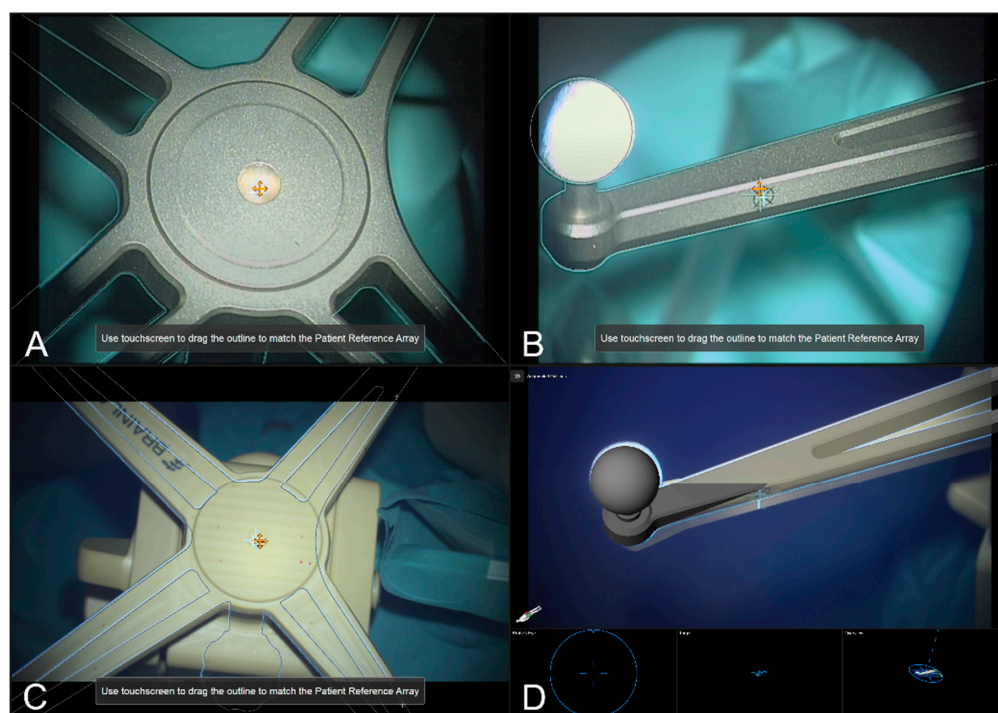 Use touchscreen to drag the outline to match the Patient Reference Array
A
Use touchscreen to drag the outline to match the Patient Reference Array
B
BRAINL
Use touchscreen to drag the outline to match the Patient Reference Array
C
D